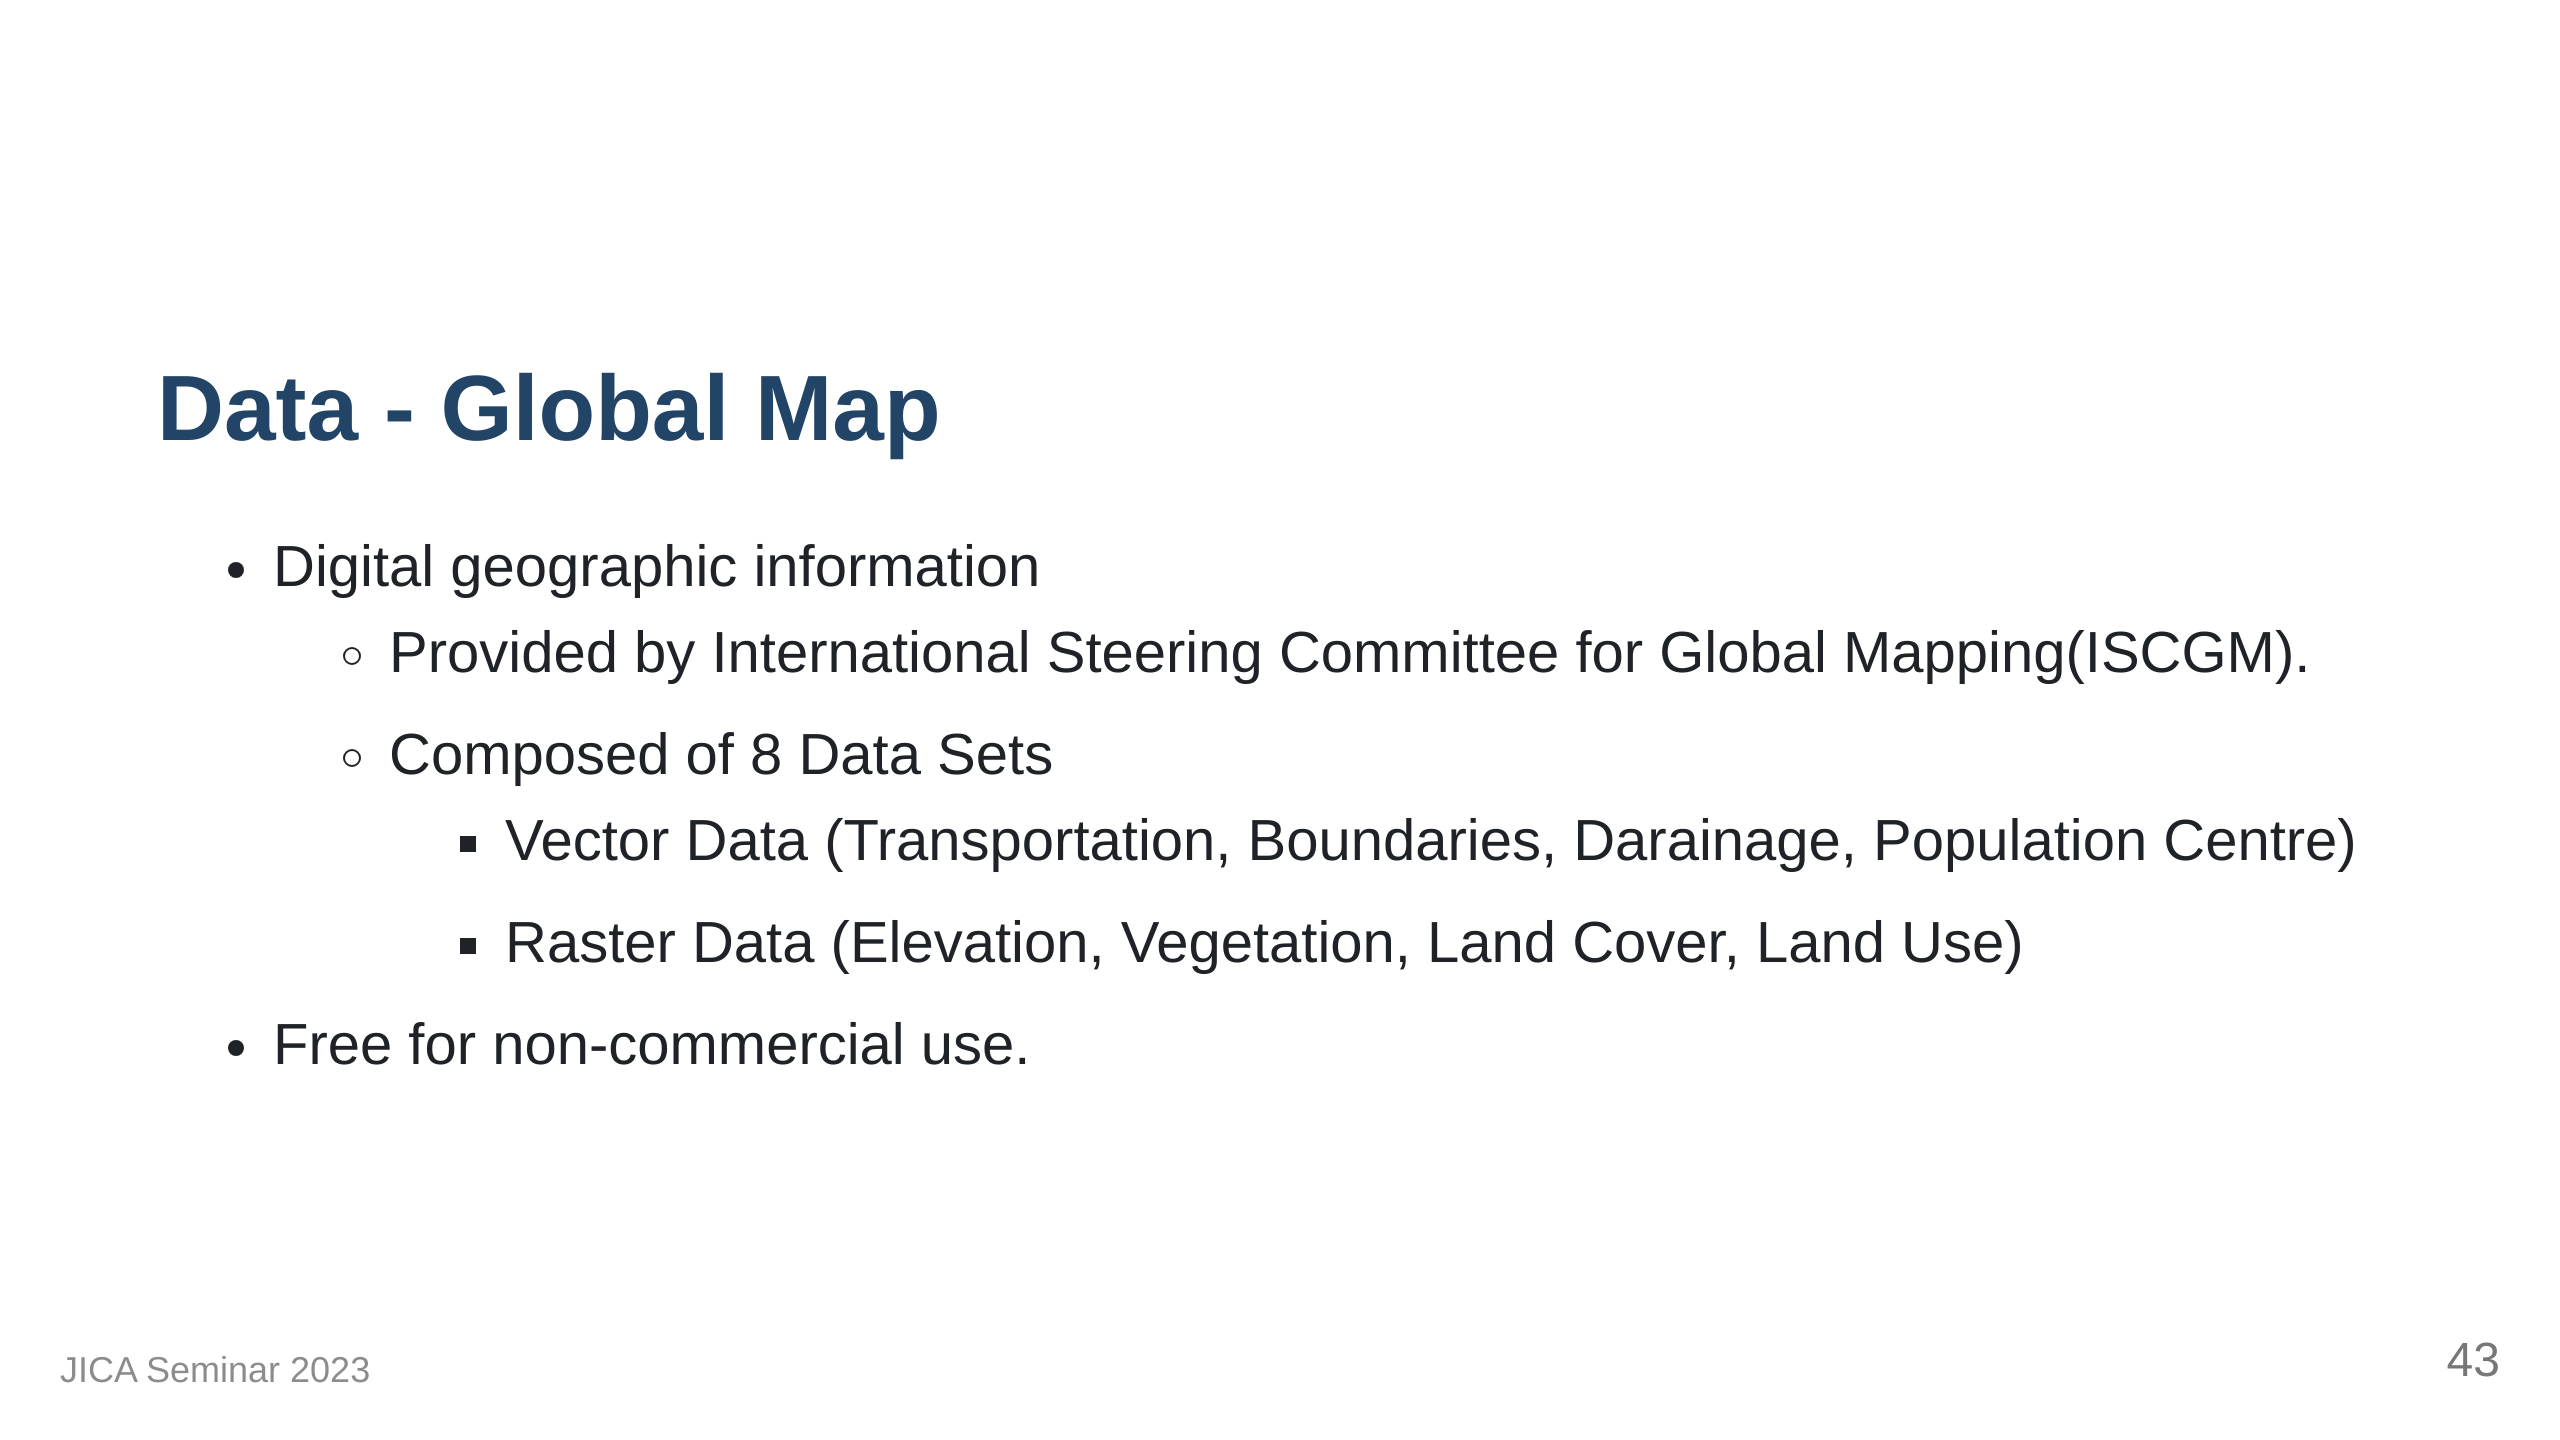 Data - Global Map
• Digital geographic information
◦ Provided by International Steering Committee for Global Mapping(ISCGM).
◦ Composed of 8 Data Sets
▪ Vector Data (Transportation, Boundaries, Darainage, Population Centre)
▪ Raster Data (Elevation, Vegetation, Land Cover, Land Use)
• Free for non-commercial use.
JICA Seminar 2023
43